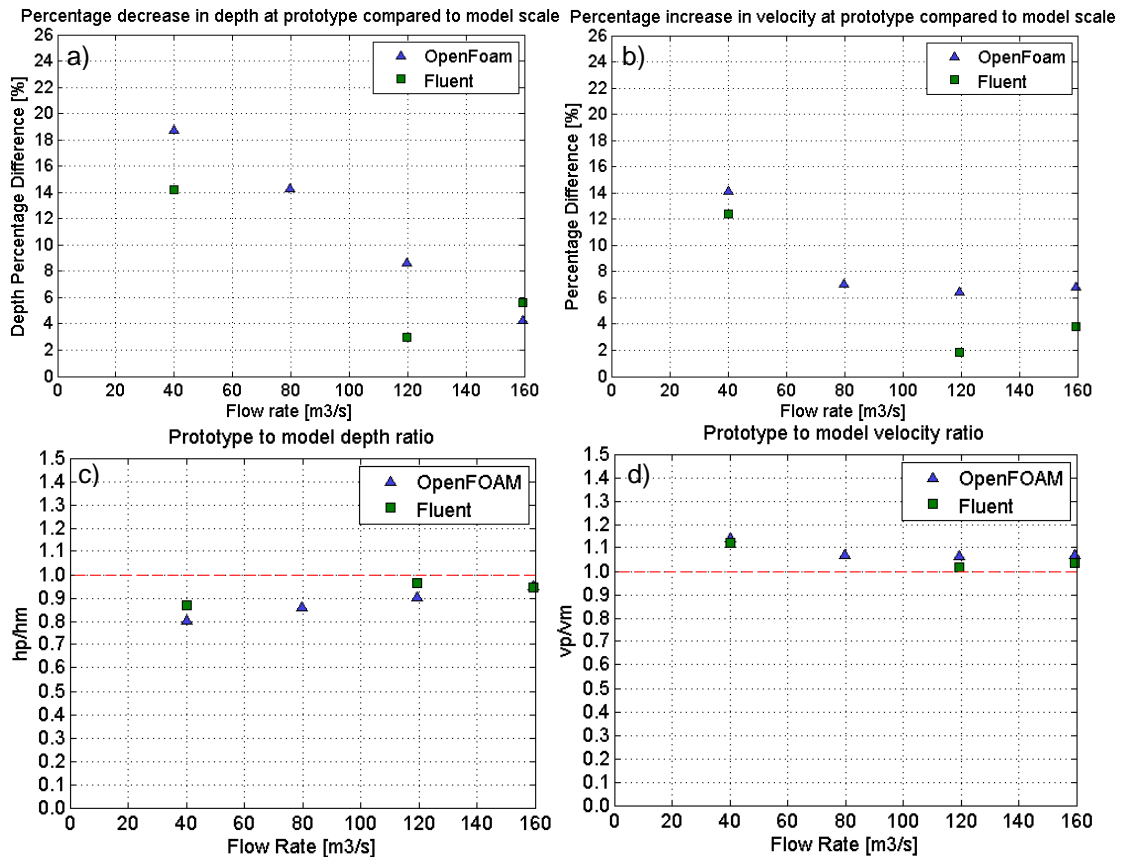 Percentage decrease in depth at prototype compared to model scale
a)
OpenFoam
Fluent
Depth Percentage Difference [%]
26
24
22
20
18
16
14
12
10
8
6
4
2
0
0 20 40 60 80 100 120 140 160
Flow rate [m3/s]
Percentage increase in velocity at prototype compared to model scale
b)
OpenFoam
Fluent
Percentage Difference [%]
26
24
22
20
18
16
14
12
10
8
6
4
2
0
0 20 40 60 80 100 120 140 160
Flow rate [m3/s]
Prototype to model depth ratio
c)
OpenFOAM
Fluent
hp/hm
1.5
1.4
1.3
1.2
1.1
1.0
0.9
0.8
0.7
0.6
0.5
0.4
0.3
0.2
0.1
0.0
0 20 40 60 80 100 120 140 160
Flow Rate [m3/s]
Prototype to model velocity ratio
d)
OpenFOAM
Fluent
vp/vm
1.5
1.4
1.3
1.2
1.1
1.0
0.9
0.8
0.7
0.6
0.5
0.4
0.3
0.2
0.1
0.0
0 20 40 60 80 100 120 140 160
Flow Rate [m3/s]